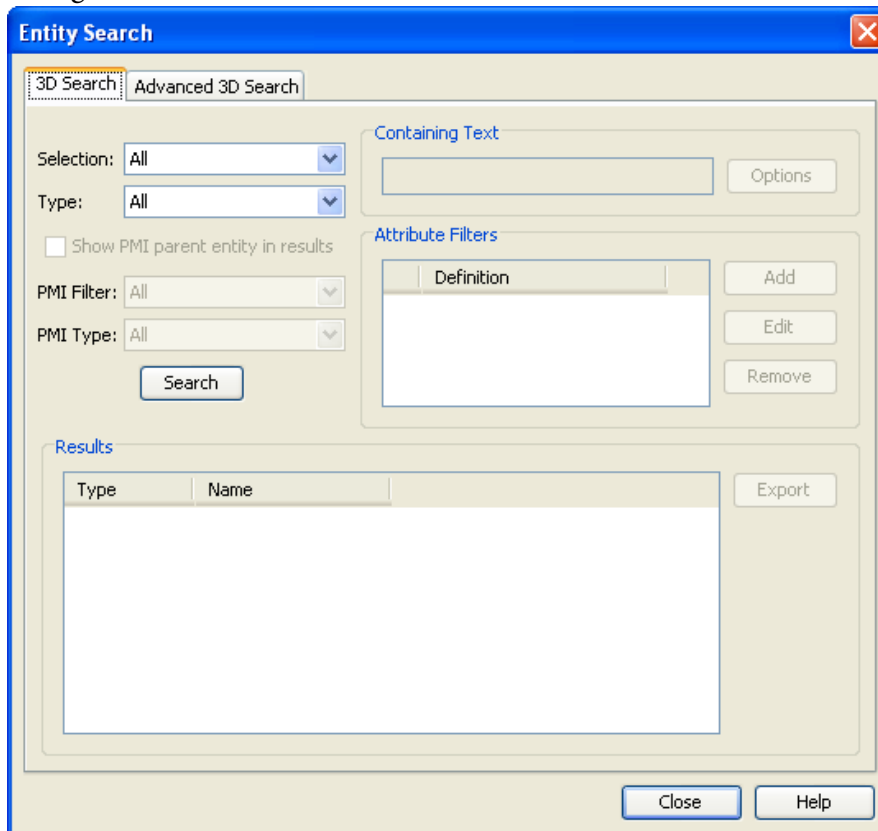 Entity Search
3D Search
Advanced 3D Search
Selection: All
Type: All
Show PMI parent entity in results
PMI Filter: All
PMI Type: All
Search
Containing Text
Options
Attribute Filters
Definition
Add
Edit
Remove
Results
Type Name
Export
Close
Help